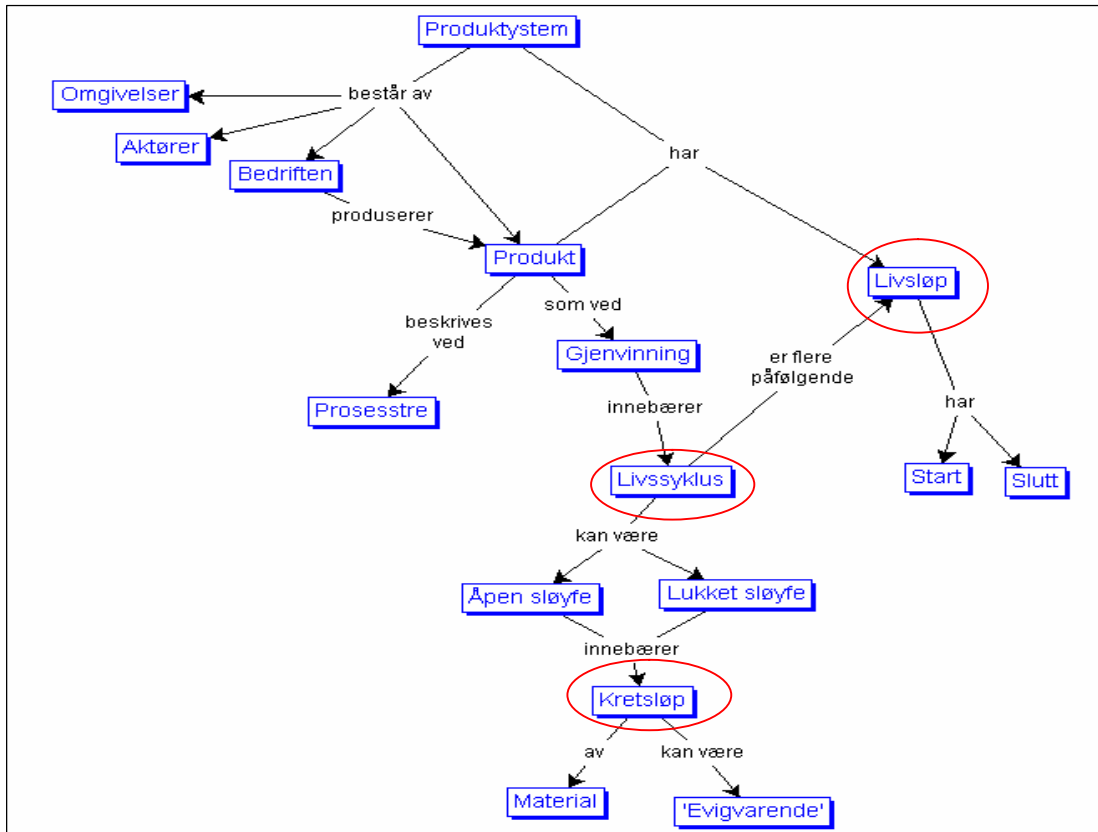 Produktystem
Omgivelser
består av
Aktører
Bedriften
har
produserer
Produkt
Livsløp
som ved
beskrives
ved
Gjenvinning
er flere
påfølgende
Prosesstre
innebærer
har
Livssyklus
Start
Slutt
kan være
Åpen sløyfe
Lukket sløyfe
innebærer
Kretsløp
av
kan være
Material
'Evigvarende'